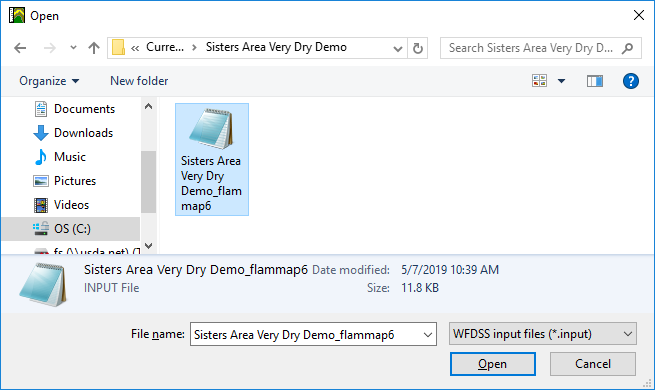 Open
Curre... Sisters Area Very Dry Demo
Search Sisters Area Very Dry D...
Organize New folder
Documents
Downloads
Music
Pictures
Videos
OS (C:)
fs (\\usda.net) (T
Sisters Area
Very Dry
Demo_flam
map6
Sisters Area Very Dry Demo_flammap6 Date modified: 5/7/2019 10:39 AM
INPUT File Size: 11.8 KB
File name: Sisters Area Very Dry Demo_flammap6 WFDSS input files (*.input)
Open Cancel